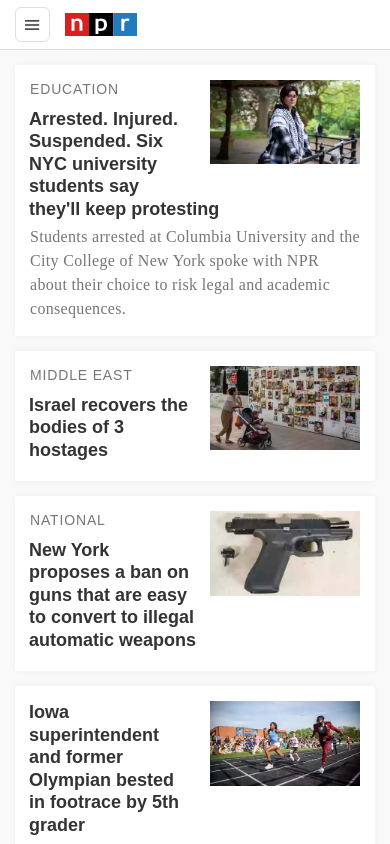 npr
EDUCATION
Arrested. Injured.
Suspended. Six
NYC university
students say
they'll keep protesting
Students arrested at Columbia University and the
City College of New York spoke with NPR
about their choice to risk legal and academic
consequences.
MIDDLE EAST
Israel recovers the
bodies of 3
hostages
NATIONAL
New York
proposes a ban on
guns that are easy
to convert to illegal
automatic weapons
Iowa
superintendent
and former
Olympian bested
in footrace by 5th
grader